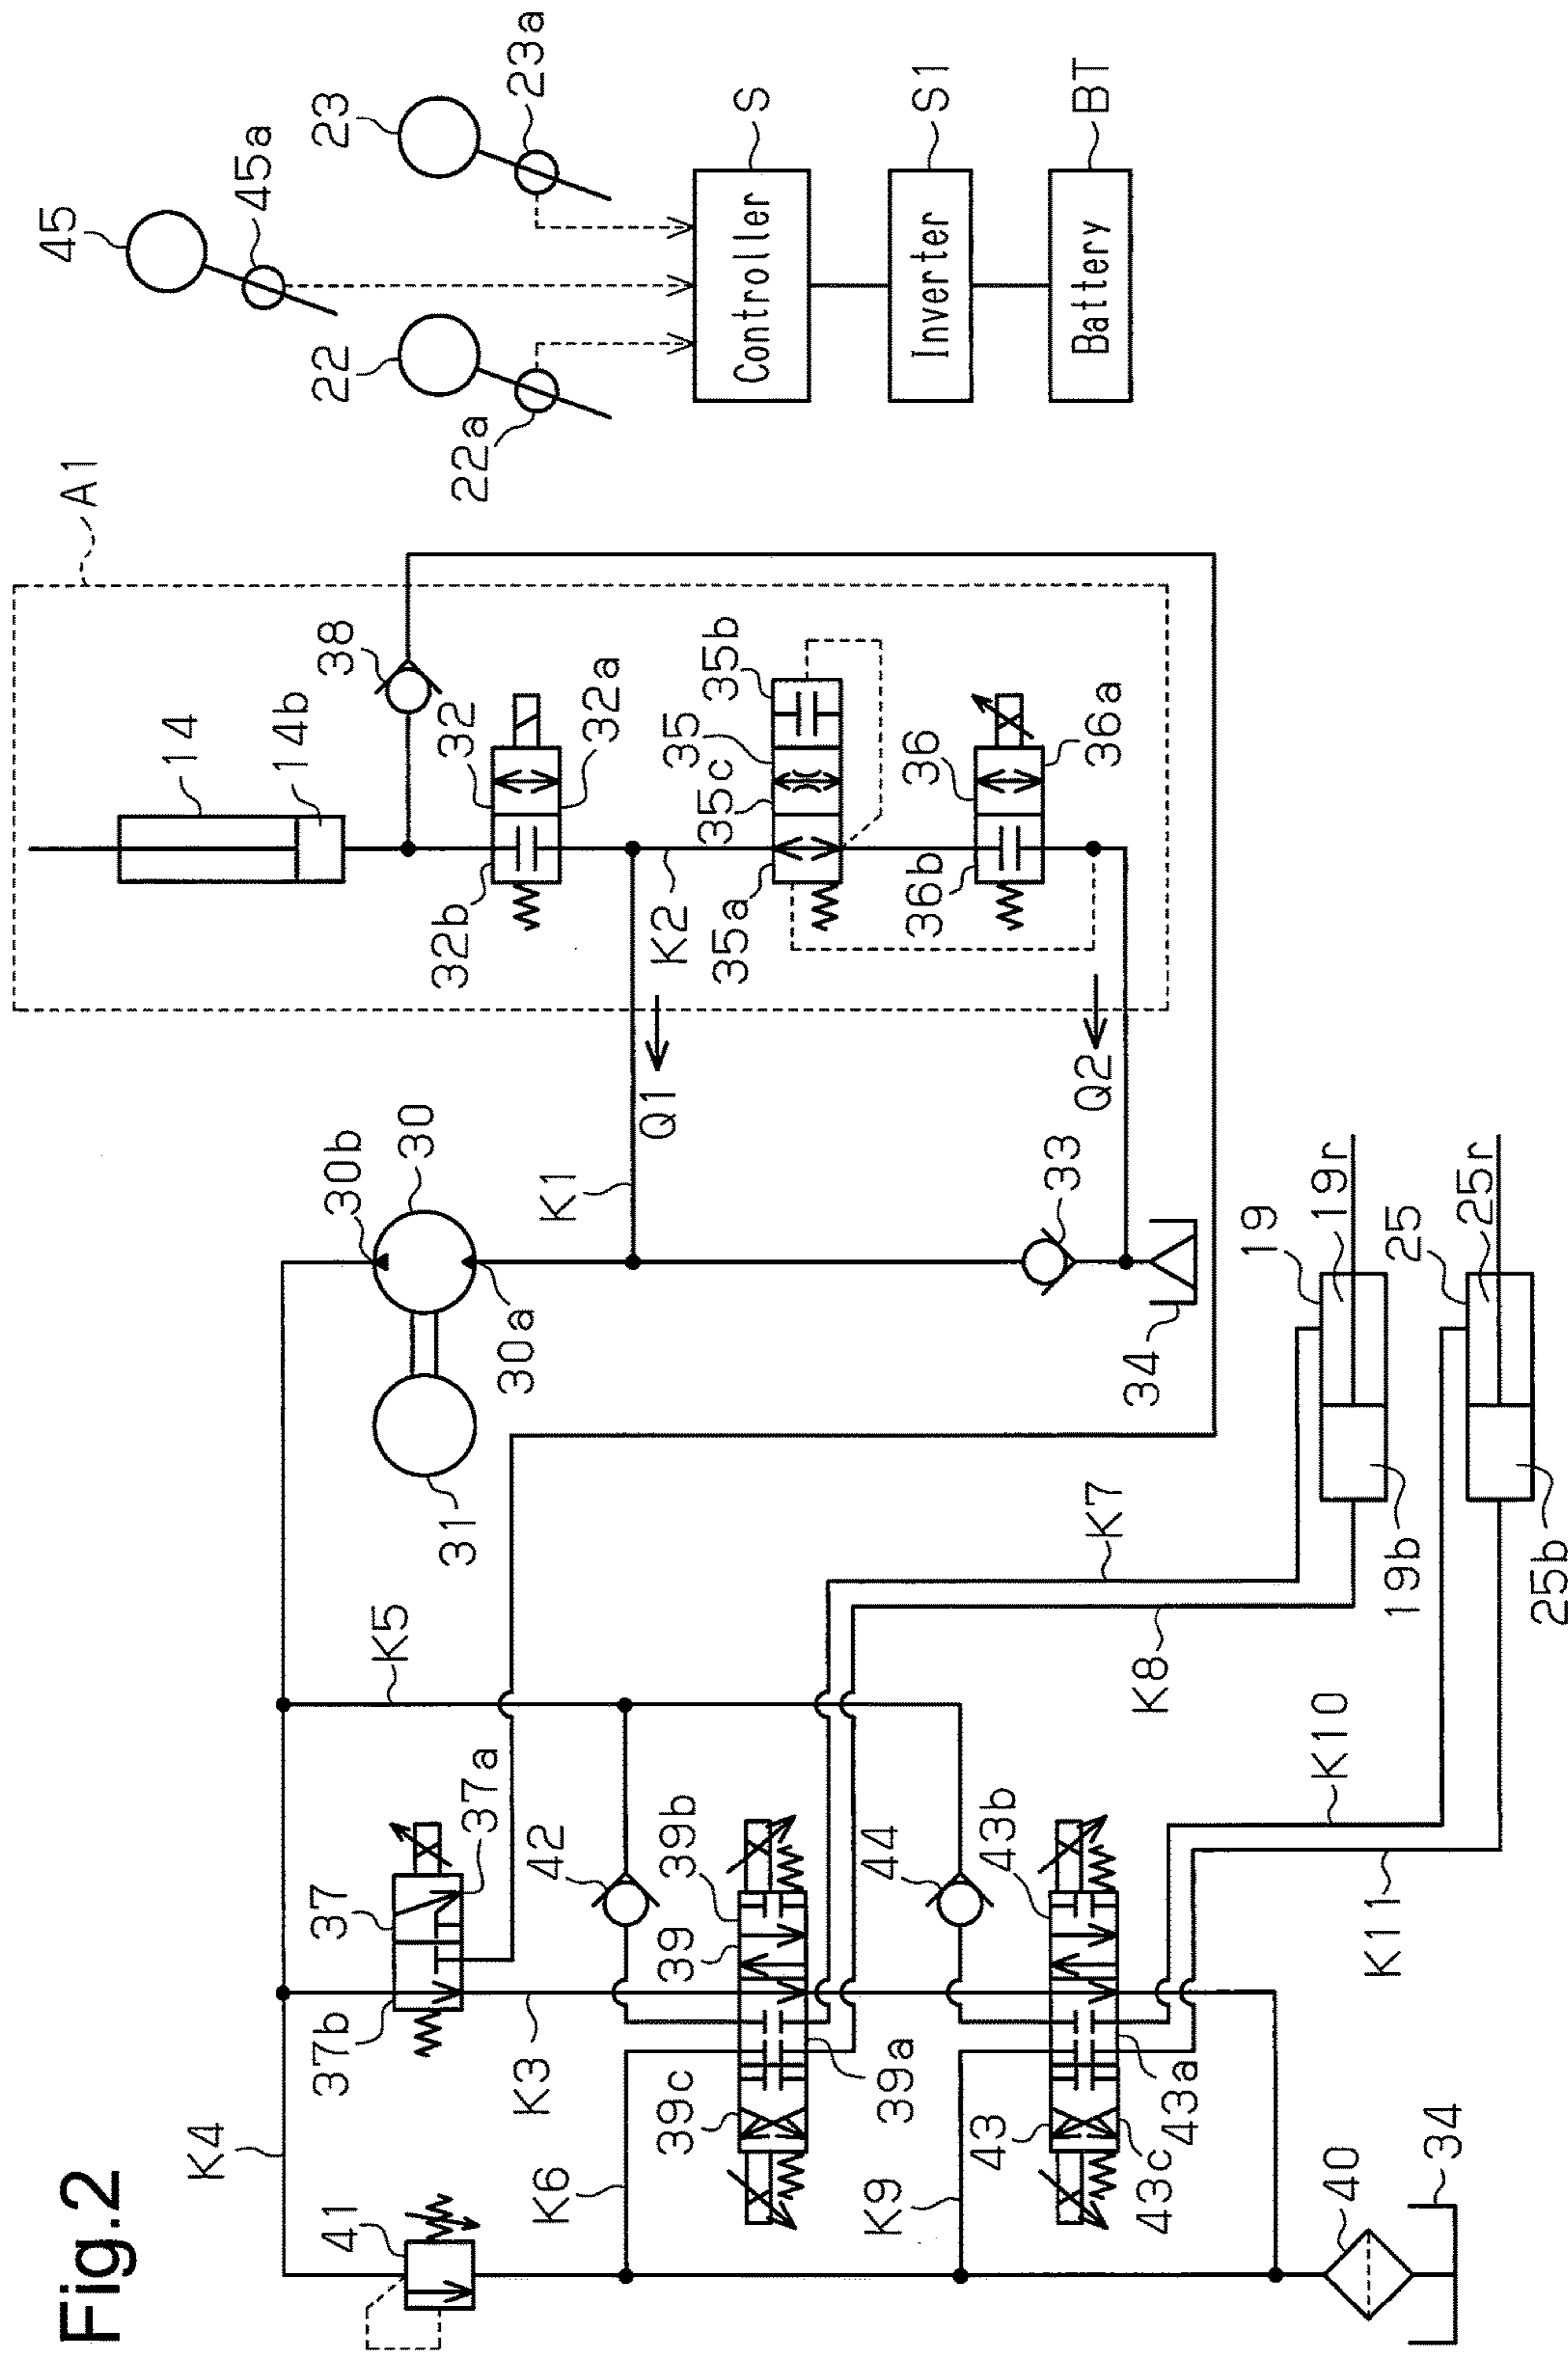 Fig.2
K4
41
37b
37
37a
K5
31
30b
30
30a
K1
K3
K6
42
39b
39
39c
39a
44
43b
43
43a
43c
K9
40
34
K7
K8
K10
K11
19
19r
19b
25
25r
25b
33
34
Q1
Q2
A1
14
14b
38
32
32a
32b
K2
35
35b
35c
35a
36
36a
36b
45
45a
22
22a
23
23a
Controller
S
Inverter
S1
Battery
BT